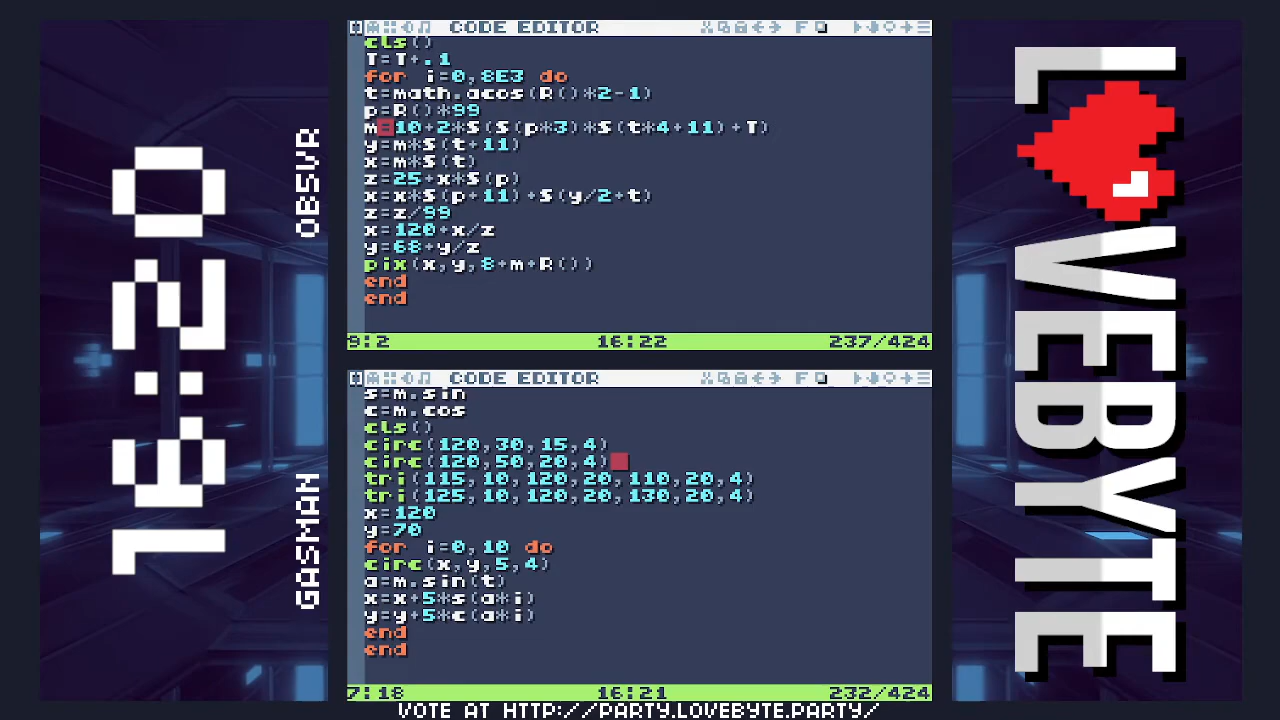 16:20
OBSVR
GASMAN
CODE EDITOR
F
cls()
T=T+.1
for i=0,8E3 do
t=math.acos(R()*2-1)
p=R()*99
m=10+2*S(S(p*3)*S(t*4+11)+T)
y=m*S(t+11)
x=m*S(t)
z=25+x*S(p)
x=x*S(p+11)+S(y/2+t)
z=z/99
x=120+x/z
y=68+y/z
pix(x,y,8+m+R())
end
end
9:2 16:22 237/424
CODE EDITOR
F
s=m.sin
c=m.cos
cls()
circ(120,30,15,4)
circ(120,50,20,4)
tri(115,10,120,20,110,20,4)
tri(125,10,120,20,130,20,4)
x=120
y=70
for i=0,10 do
circ(x,y,5,4)
a=m.sin(t)
x=x+5*s(a*i)
y=y+5*c(a*i)
end
end
7:18 16:21 232/424
VOTE AT HTTP://PARTY.LOVEBYTE.PARTY/
L VEBYTE